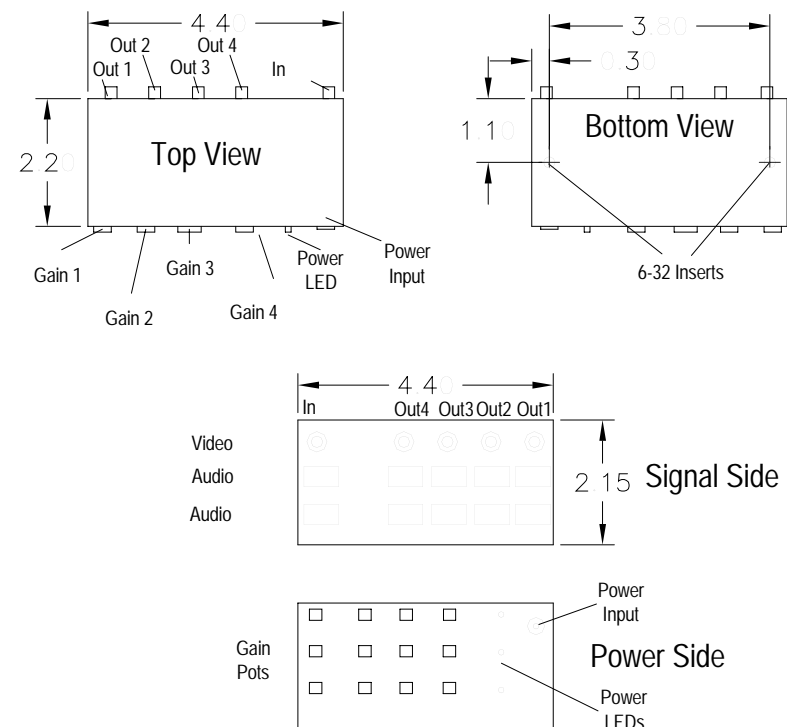 4.40
Out 2
Out 4
Out 1
Out 3
In
2.20
Top View
Gain 1
Gain 2
Gain 3
Gain 4
Power
LED
Power
Input
3.80
0.30
1.10
Bottom View
6-32 Inserts
4.40
In
Out4
Out3
Out2
Out1
Video
Audio
Audio
2.15
Signal Side
Gain
Pots
Power
Input
Power Side
Power
LEDs